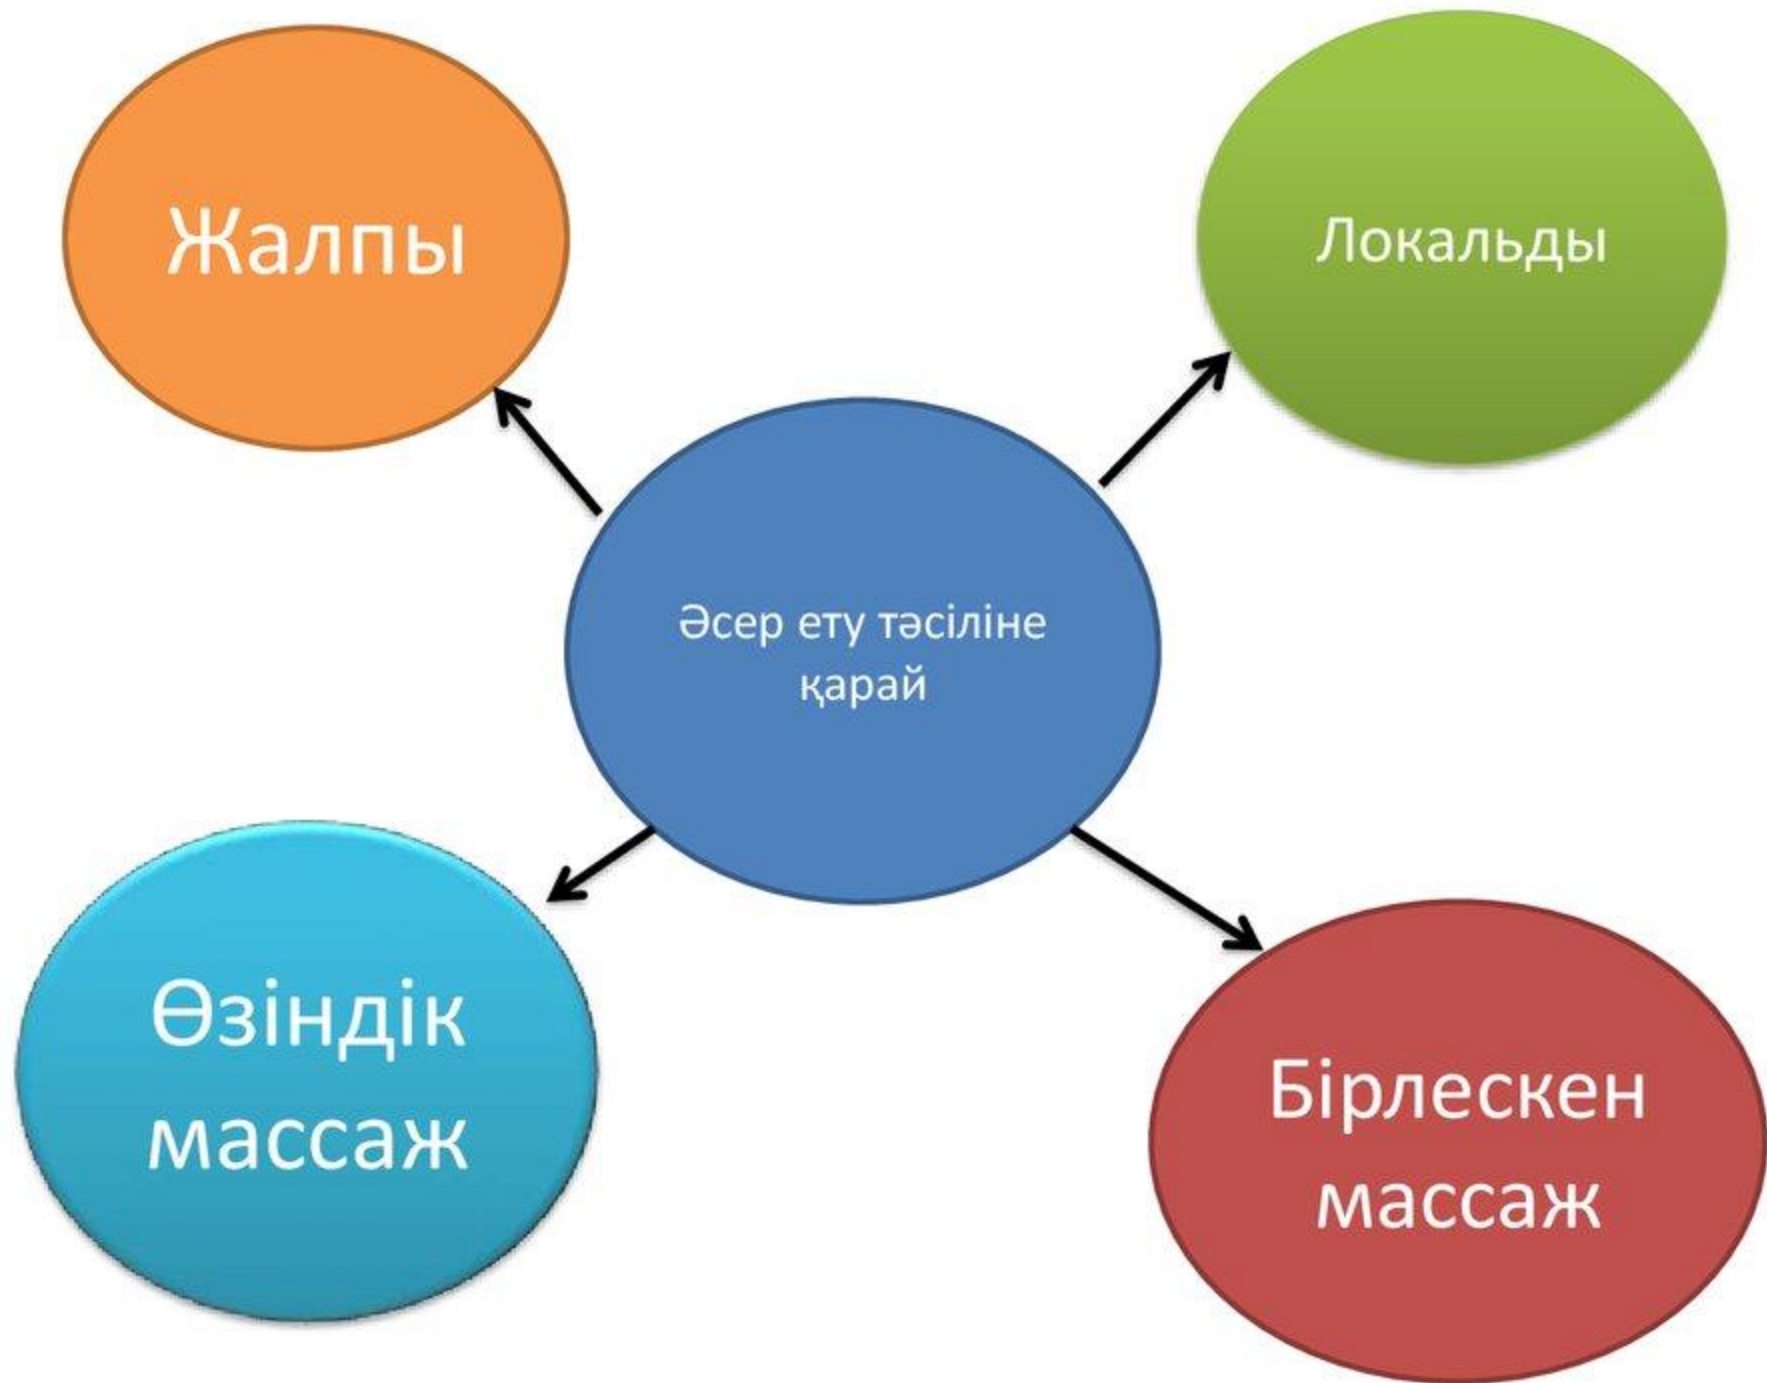 Жалпы
Локальды
Әсер ету тәсіліне
қарай
Өзіндік
массаж
Бірлескен
массаж